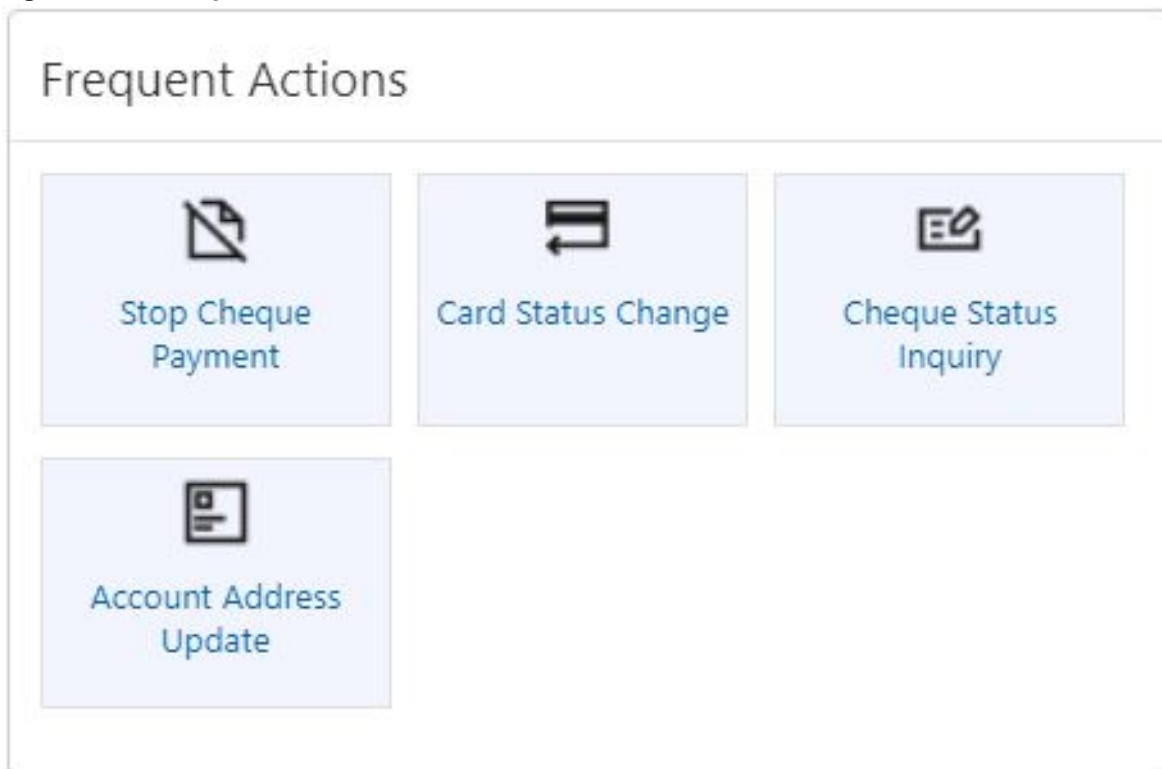 Frequent Actions
Stop Cheque
Payment
Card Status Change
Cheque Status
Inquiry
Account Address
Update